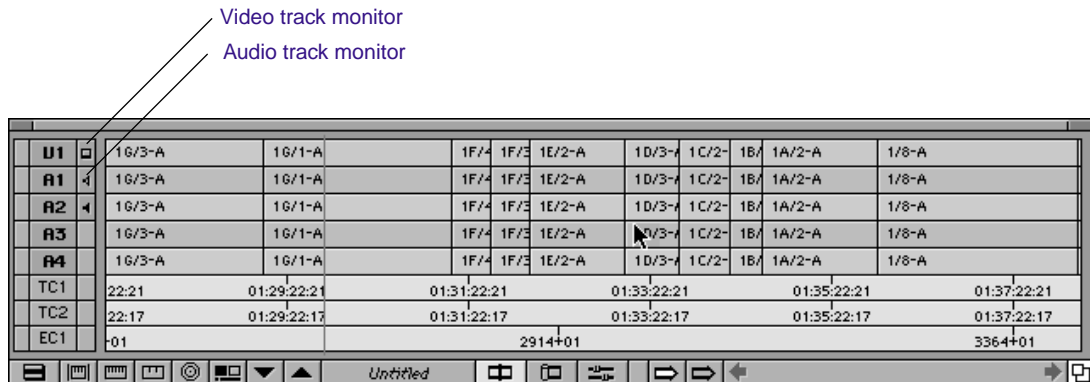 Video track monitor
Audio track monitor
V1 1G/3-A 1G/1-A 1F/4 1F/3 1E/2-A 1D/3-A 1C/2- 1B/ 1A/2-A 1/8-A
A1 1G/3-A 1G/1-A 1F/4 1F/3 1E/2-A 1D/3-A 1C/2- 1B/ 1A/2-A 1/8-A
A2 1G/3-A 1G/1-A 1F/4 1F/3 1E/2-A 1D/3-A 1C/2- 1B/ 1A/2-A 1/8-A
A3 1G/3-A 1G/1-A 1F/4 1F/3 1E/2-A 1D/3-A 1C/2- 1B/ 1A/2-A 1/8-A
A4 1G/3-A 1G/1-A 1F/4 1F/3 1E/2-A 1D/3-A 1C/2- 1B/ 1A/2-A 1/8-A
TC1 22:21 01:29:22:21 01:31:22:21 01:33:22:21 01:35:22:21 01:37:22:21
TC2 22:17 01:29:22:17 01:31:22:17 01:33:22:17 01:35:22:17 01:37:22:17
EC1 +01 2914+01 3364+01
Untitled